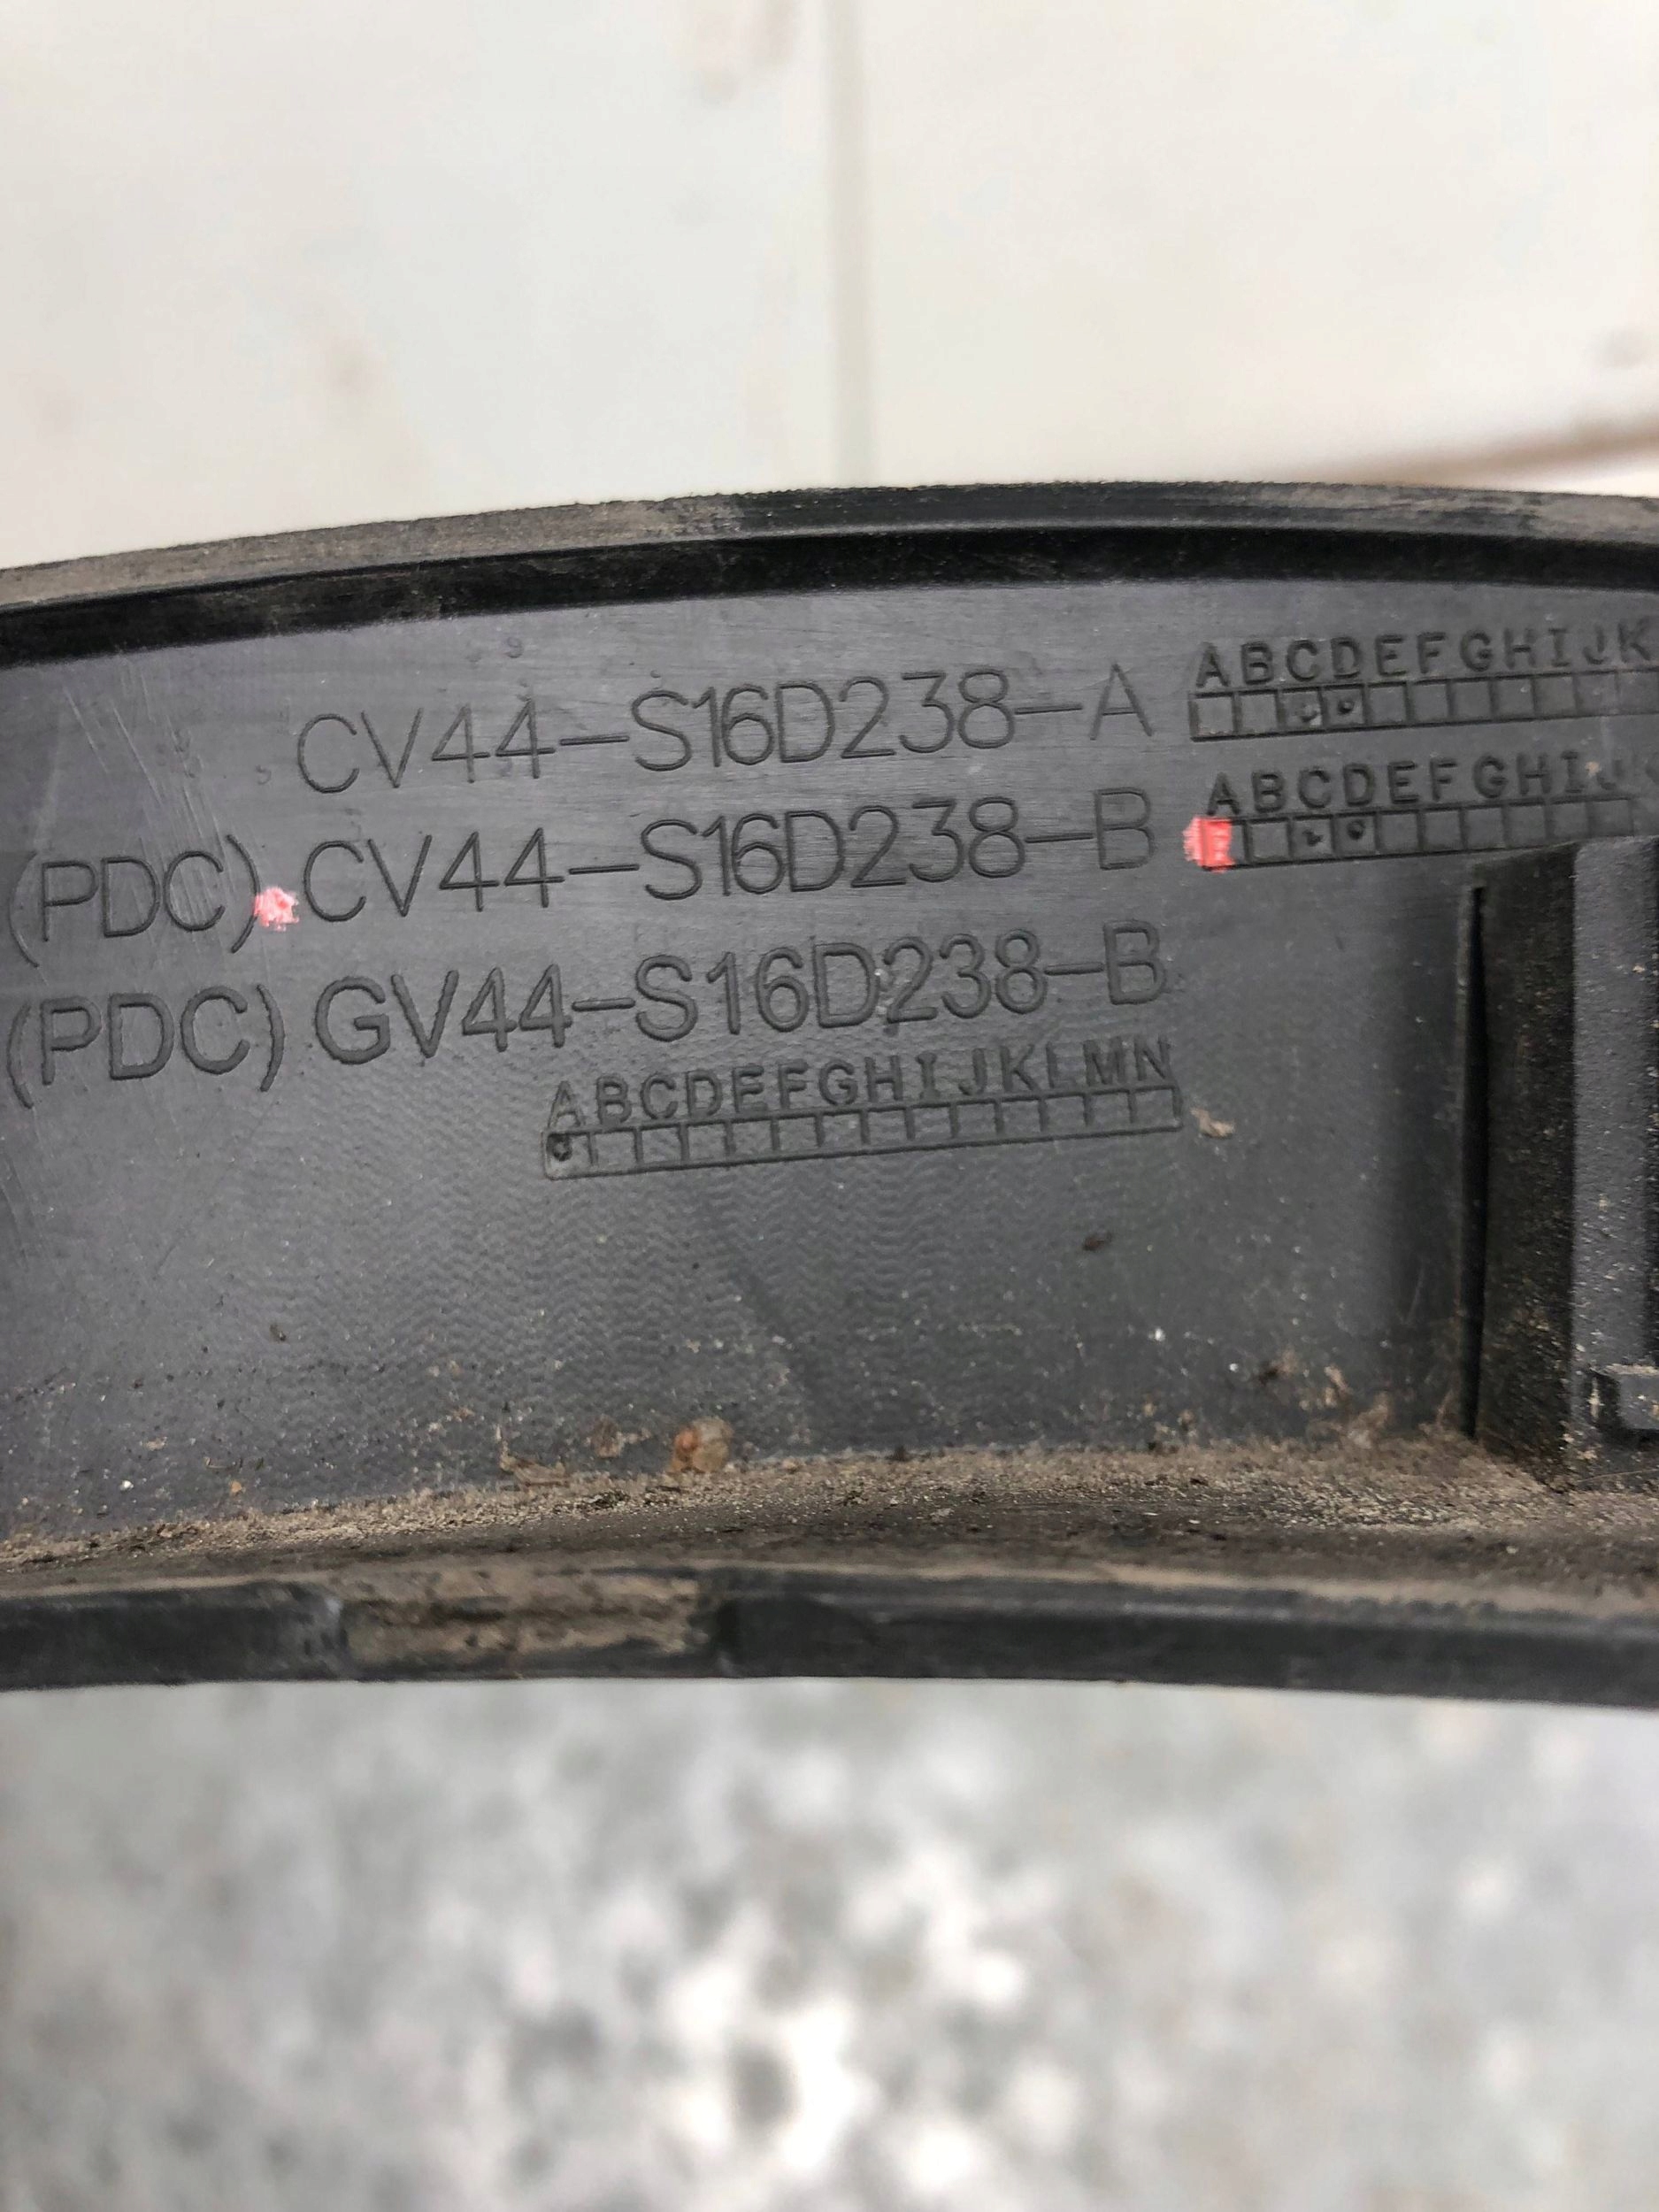 CV44-S16D238-A ABCDEFGHIJK
(PDC) CV44-S16D238-B ABCDEFGHIJ
(PDC) GV44-S16D238-B
ABCDEFGHIJKLMN